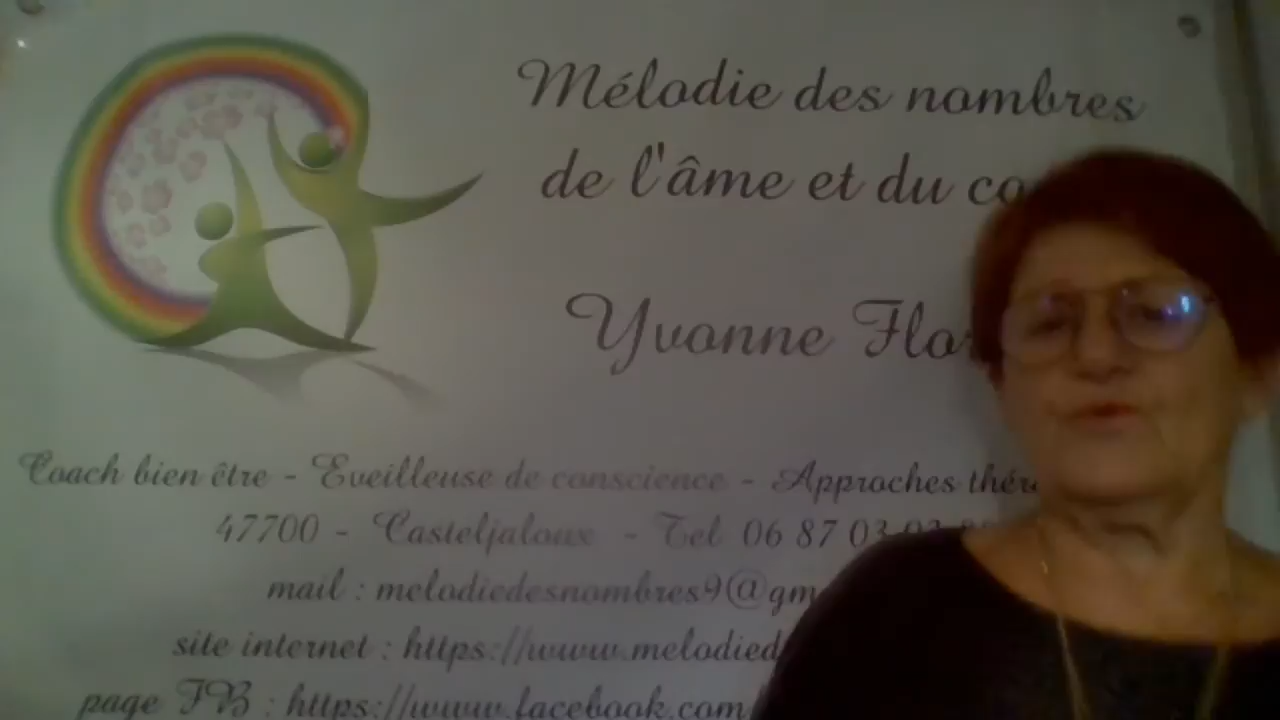 Mélodie des nombres
de l'âme et du co
Yvonne Flo
Coach bien être - Eveilleuse de conscience - Approches thér
47700 - Casteljaloux - Tel 06 87 03 03
mail : melodiedesnombres9@gm
site internet : https://www.melodied
page FB : https://www.facebook.com